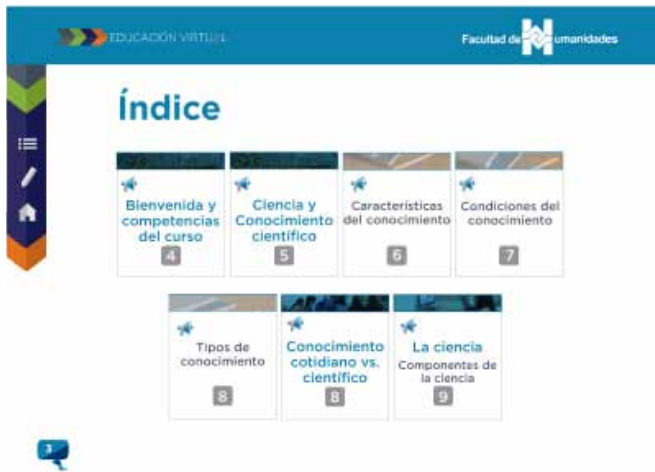 EDUCACIÓN VIRTUAL
Facultad de Humanidades
Índice
Bienvenida y
competencias
del curso
4
Ciencia y
Conocimiento
científico
5
Características
del conocimiento
6
Condiciones del
conocimiento
7
Tipos de
conocimiento
8
Conocimiento
cotidiano vs.
científico
8
La ciencia
Componentes de
la ciencia
9
3